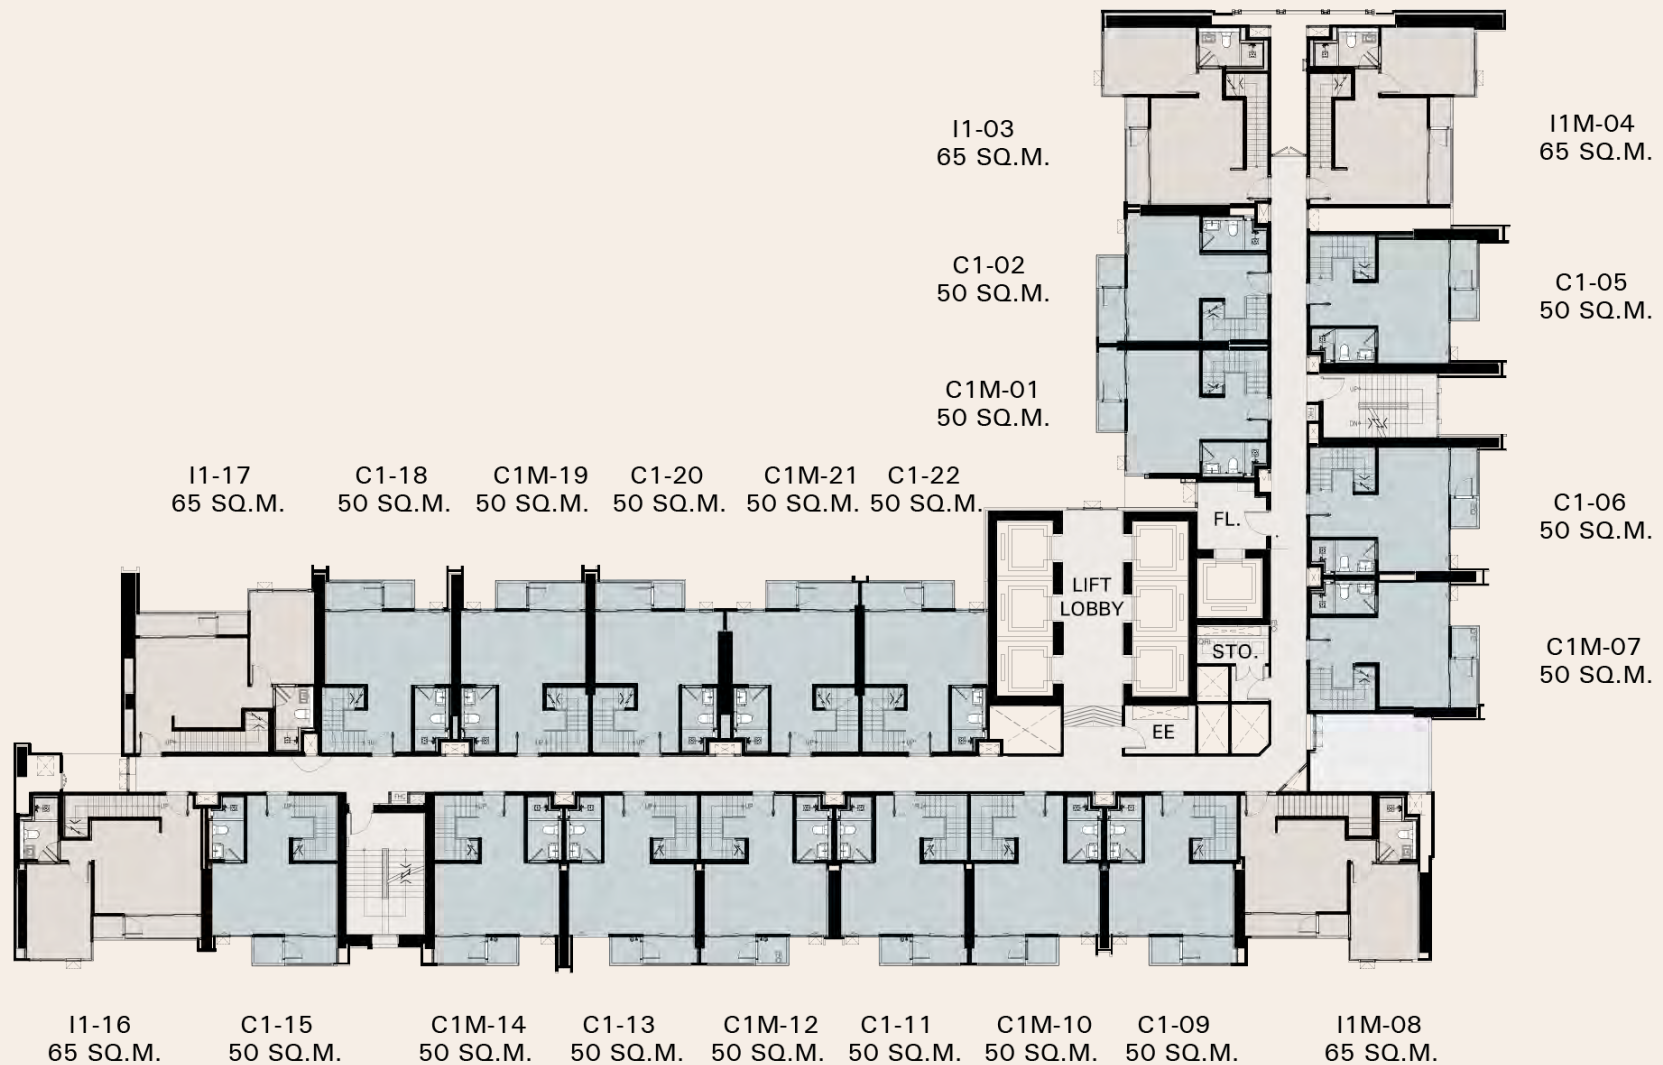 I1-03
65 SQ.M.
I1M-04
65 SQ.M.
C1-02
50 SQ.M.
C1-05
50 SQ.M.
C1M-01
50 SQ.M.
I1-17
65 SQ.M.
C1-18
50 SQ.M.
C1M-19
50 SQ.M.
C1-20
50 SQ.M.
C1M-21
50 SQ.M.
C1-22
50 SQ.M.
C1-06
50 SQ.M.
FL.
LIFT
LOBBY
STO.
C1M-07
50 SQ.M.
EE
I1-16
65 SQ.M.
C1-15
50 SQ.M.
C1M-14
50 SQ.M.
C1-13
50 SQ.M.
C1M-12
50 SQ.M.
C1-11
50 SQ.M.
C1M-10
50 SQ.M.
C1-09
50 SQ.M.
I1M-08
65 SQ.M.